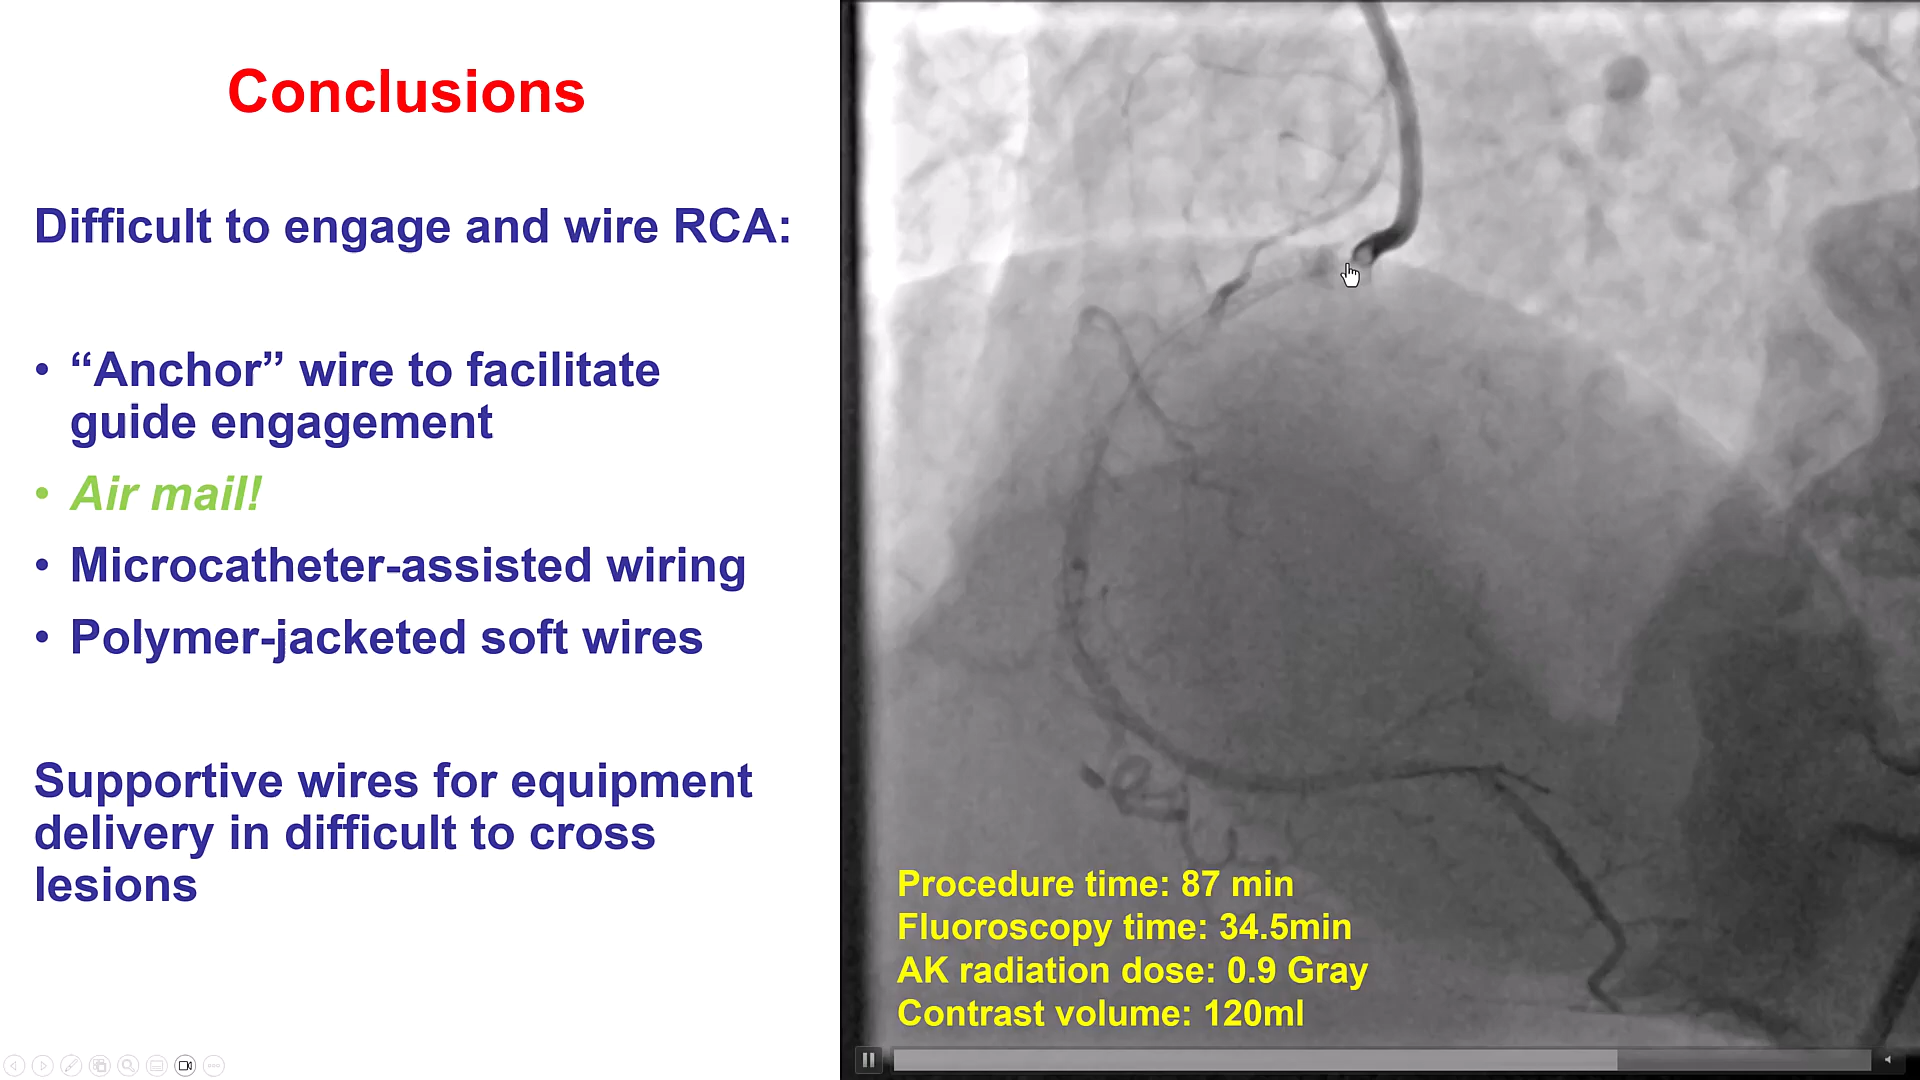 Conclusions
Difficult to engage and wire RCA:
• “Anchor” wire to facilitate
guide engagement
• Air mail!
• Microcatheter-assisted wiring
• Polymer-jacketed soft wires
Supportive wires for equipment
delivery in difficult to cross
lesions
Procedure time: 87 min
Fluoroscopy time: 34.5min
AK radiation dose: 0.9 Gray
Contrast volume: 120ml